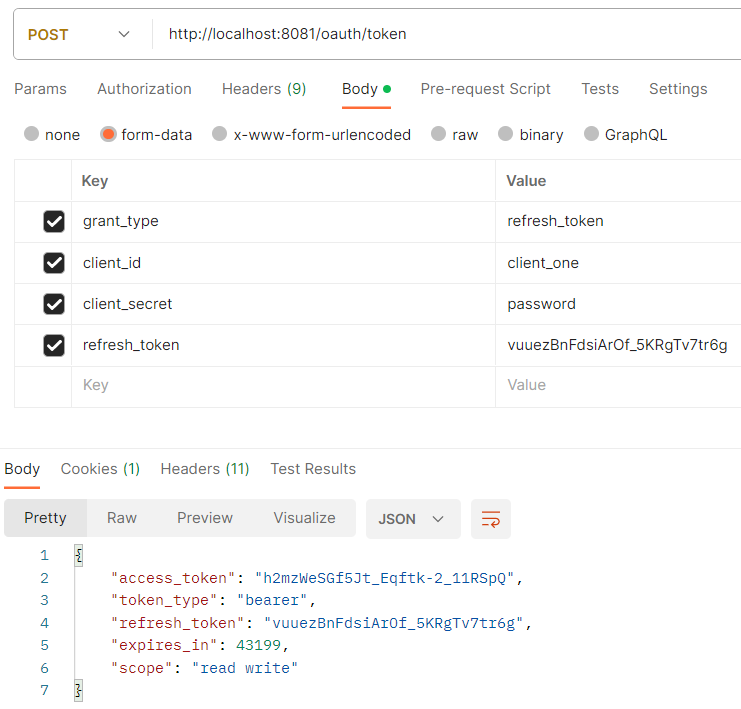 POST http://localhost:8081/oauth/token
Params Authorization Headers (9) Body Pre-request Script Tests Settings
none form-data x-www-form-urlencoded raw binary GraphQL
Key Value
grant_type refresh_token
client_id client_one
client_secret password
refresh_token vuuezBnFdsiArOf_5KRgTv7tr6g
Key Value
Body Cookies (1) Headers (11) Test Results
Pretty Raw Preview Visualize JSON
1 {
2 "access_token": "h2mzWeSGf5Jt_Eqftk-2_11RSpQ",
3 "token_type": "bearer",
4 "refresh_token": "vuuezBnFdsiArOf_5KRgTv7tr6g",
5 "expires_in": 43199,
6 "scope": "read write"
7 }